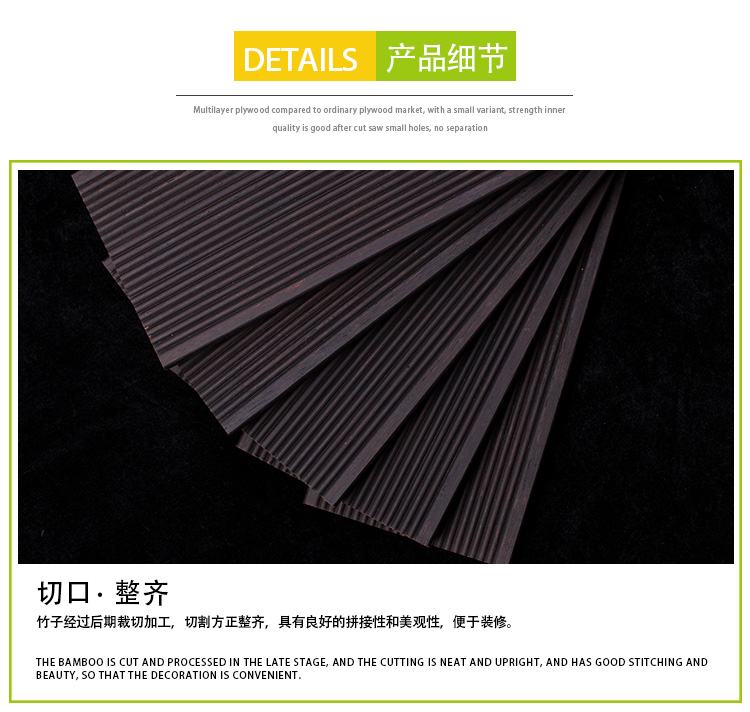 DETAILS 产品细节
Multilayer plywood compared to ordinary plywood market, with a small variant, strength inner
quality is good after cut saw small holes, no separation
切口·整齐
竹子经过后期裁切加工，切割方正整齐，具有良好的拼接性和美观性，便于装修。
THE BAMBOO IS CUT AND PROCESSED IN THE LATE STAGE, AND THE CUTTING IS NEAT AND UPRIGHT, AND HAS GOOD STITCHING AND
BEAUTY, SO THAT THE DECORATION IS CONVENIENT.